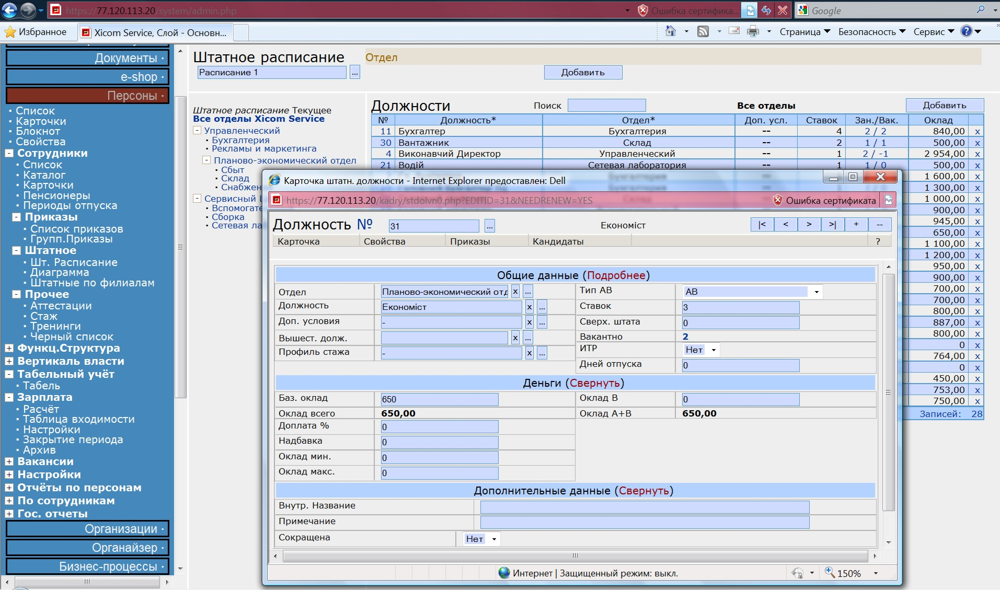 https://77.120.113.20/system/admin.php
Ошибка сертифика...
Google
Избранное
Xicom Service, Слой - Основн...
Страница
Безопасность
Сервис
Документы ·
e-shop ·
Персоны ·
· Список
· Карточки
· Блокнот
· Свойства
- Сотрудники
· Список
· Каталог
· Карточки
· Пенсионеры
· Периоды отпуска
- Приказы
· Список приказов
· Групп.Приказы
- Штатное
· Шт. Расписание
· Диаграмма
· Штатные по филиалам
- Прочее
· Аттестации
· Стаж
· Тренинги
· Черный список
+ Функц.Структура
+ Вертикаль власти
- Табельный учёт
· Табель
- Зарплата
· Расчёт
· Таблица входимости
· Настройки
· Закрытие периода
· Архив
+ Вакансии
+ Настройки
+ Отчёты по персонам
+ По сотрудникам
+ Гос. отчеты
Организации ·
Органайзер ·
Бизнес-процессы ·
Штатное расписание
Расписание 1 ...
Отдел
Добавить
Штатное расписание Текущее
Все отделы Xicom Service
- Управленческий
· Бухгалтерия
· Рекламы и маркетинга
- Планово-экономический отдел
· Сбыт
· Склад
· Снабжен
- Сервисный
· Вспомогате
· Сборка
· Сетевая ла
Должности Поиск Все отделы Добавить
№ Должность* Отдел* Доп. усл. Ставок Зан./Вак. Оклад
11 Бухгалтер Бухгалтерия -- 4 2 / 2 840,00 x
30 Вантажник Склад -- 2 1 / 1 500,00 x
4 Виконавчий Директор Управленческий -- 1 2 / -1 2 954,00 x
21 Водій Сетевая лаборатория -- 1 1 / 0 500,00 x
1 600,00 x
1 300,00 x
1 000,00 x
900,00 x
945,00 x
650,00 x
1 100,00 x
1 200,00 x
950,00 x
900,00 x
700,00 x
700,00 x
800,00 x
887,00 x
800,00 x
0 x
764,00 x
0 x
450,00 x
753,00 x
750,00 x
Записей: 28
Карточка штатн. должности - Internet Explorer предоставлен: Dell
https://77.120.113.20/kadry/stdolvn0.php?EDITID=31&NEEDRENEW=YES
Ошибка сертификата
Должность № 31 ... Економіст |< < > >| + --
Карточка Свойства Приказы Кандидаты ?
Общие данные (Подробнее)
Отдел Планово-экономический отд x ...
Должность Економіст x ...
Доп. условия - x ...
Вышест. долж. x ...
Профиль стажа - x ...
Тип АВ АВ
Ставок 3
Сверх. штата 0
Вакантно 2
ИТР Нет
Дней отпуска 0
Деньги (Свернуть)
Баз. оклад 650 Оклад В 0
Оклад всего 650,00 Оклад А+В 650,00
Доплата % 0
Надбавка 0
Оклад мин. 0
Оклад макс. 0
Дополнительные данные (Свернуть)
Внутр. Название
Примечание
Сокращена Нет
Интернет | Защищенный режим: выкл.
150%